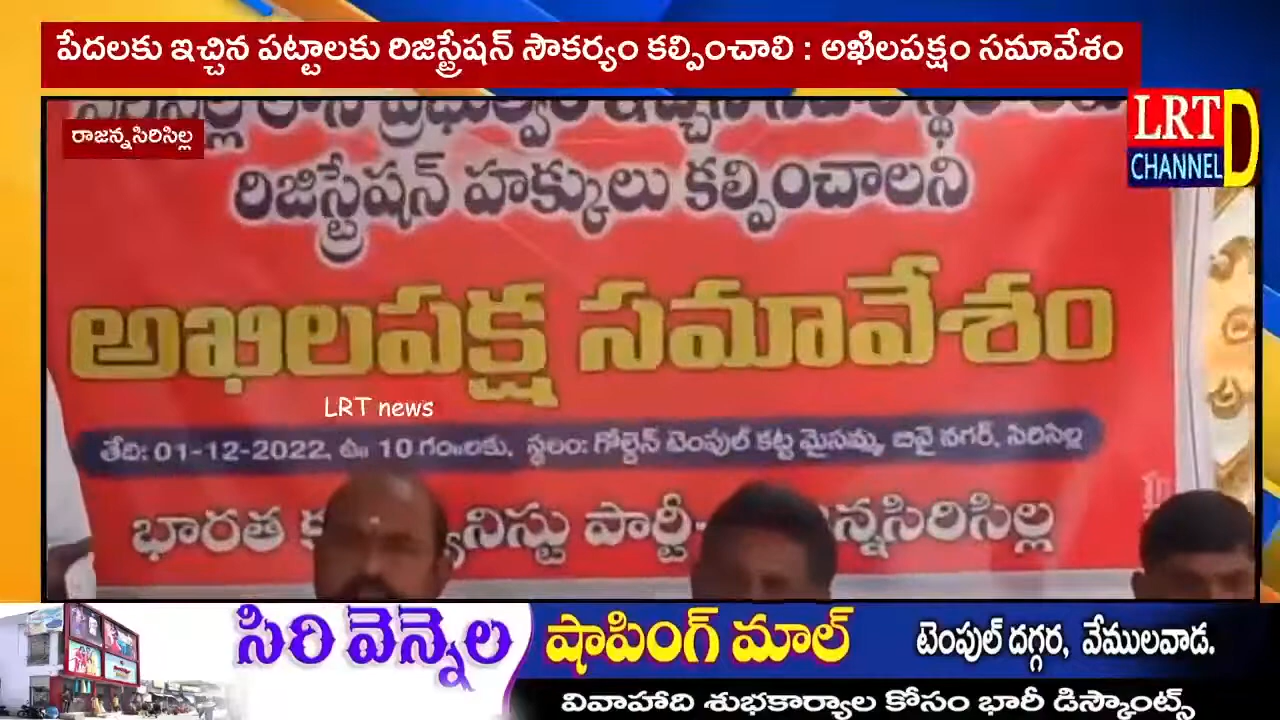 పేదలకు ఇచ్చిన పట్టాలకు రిజిస్ట్రేషన్ సౌకర్యం కల్పించాలి : అఖిలపక్షం సమావేశం
LRT
CHANNEL D
రాజన్నసిరిసిల్ల
రిజిస్ట్రేషన్ హక్కులు కల్పించాలని
అఖిలపక్ష సమావేశం
LRT news
తేది: 01-12-2022, ఉ॥ 10 గం॥లకు, స్థలం: గోల్డెన్ టెంపుల్ కట్ట మైసమ్మ, బివై నగర్, సిరిసిల్ల
భారత పార్టీ-
సిరి వెన్నెల షాపింగ్ మాల్ టెంపుల్ దగ్గర, వేములవాడ.
వివాహాది శుభకార్యాల కోసం భారీ డిస్కౌంట్స్